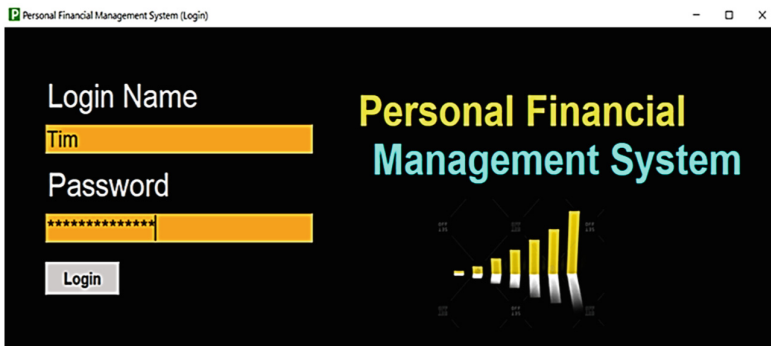 Personal Financial Management System (Login)
Login Name
Tim
Password
**************
Login
Personal Financial
Management System